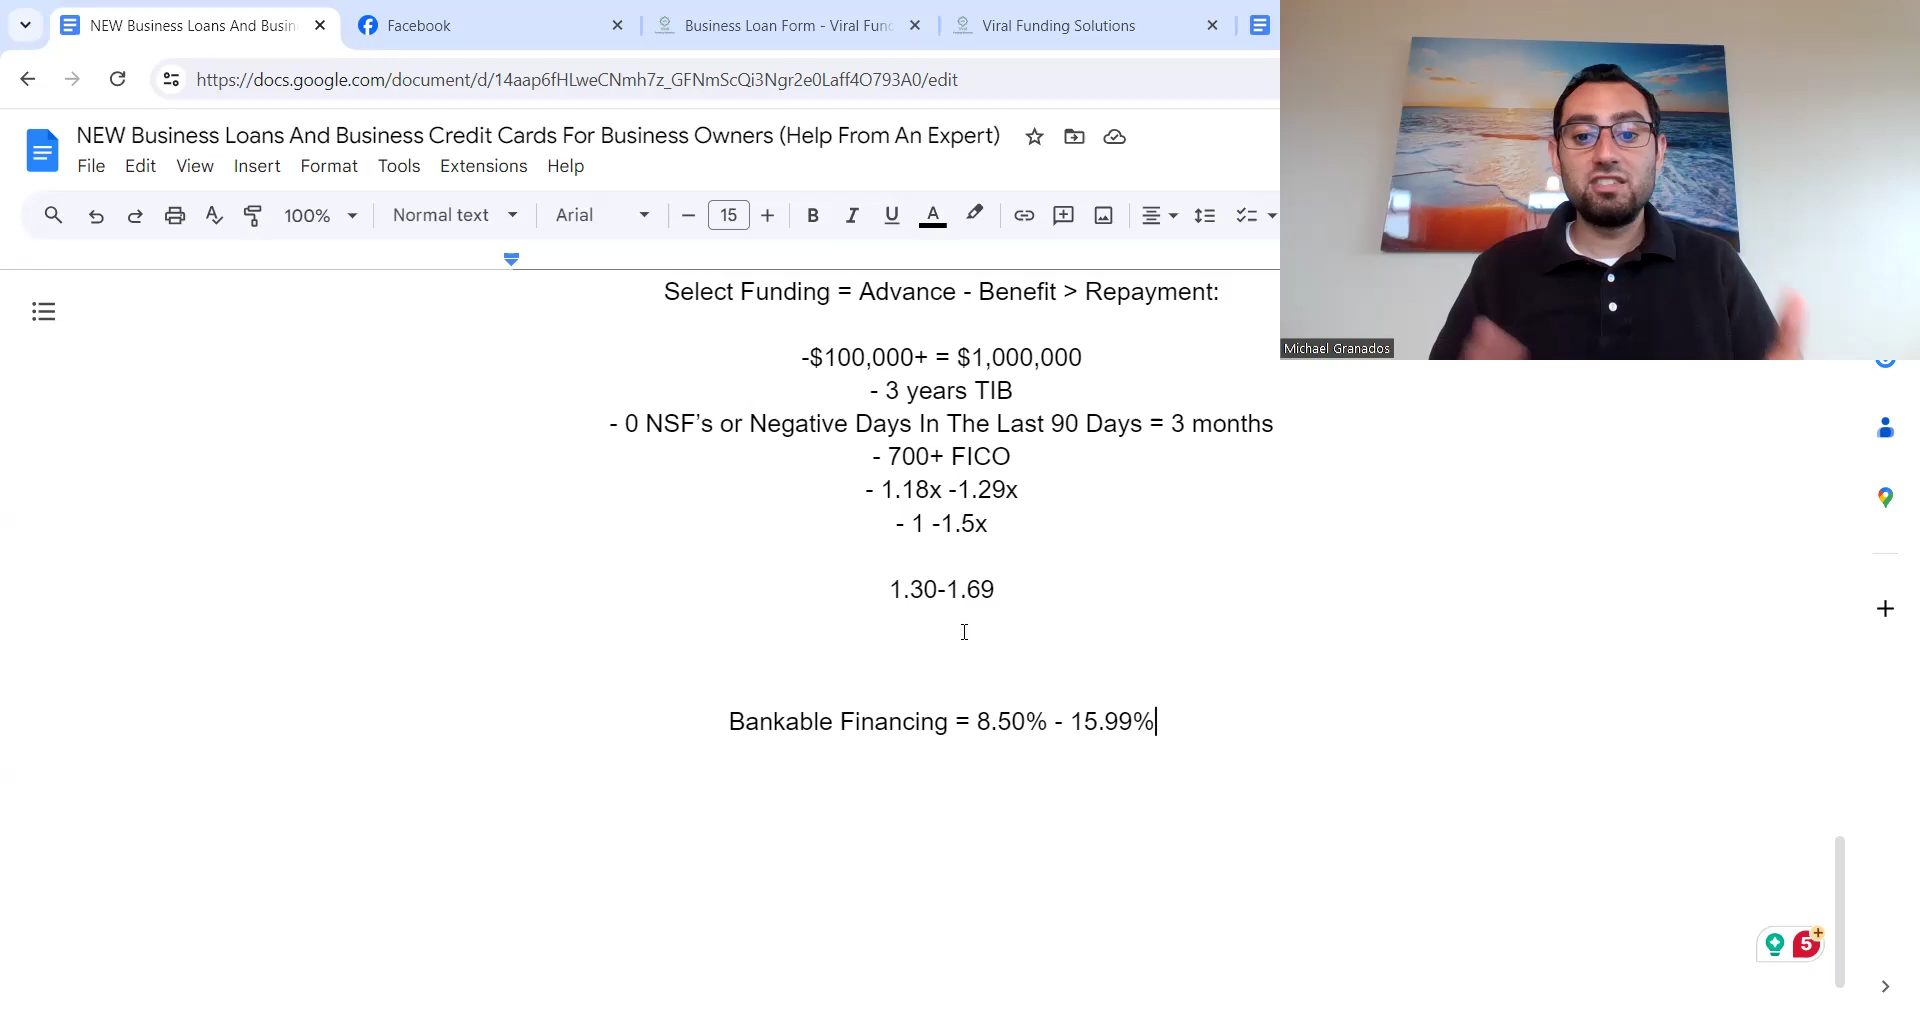 NEW Business Loans And Busin
Facebook
Business Loan Form - Viral Func
Viral Funding Solutions
https://docs.google.com/document/d/14aap6fHLweCNmh7z_GFNmScQi3Ngr2e0Laff4O793A0/edit
NEW Business Loans And Business Credit Cards For Business Owners (Help From An Expert)
File Edit View Insert Format Tools Extensions Help
100% Normal text Arial 15 B I U A
Select Funding = Advance - Benefit > Repayment:
-$100,000+ = $1,000,000
- 3 years TIB
- 0 NSF’s or Negative Days In The Last 90 Days = 3 months
- 700+ FICO
- 1.18x -1.29x
- 1 -1.5x
1.30-1.69
Bankable Financing = 8.50% - 15.99%
Michael Granados
5